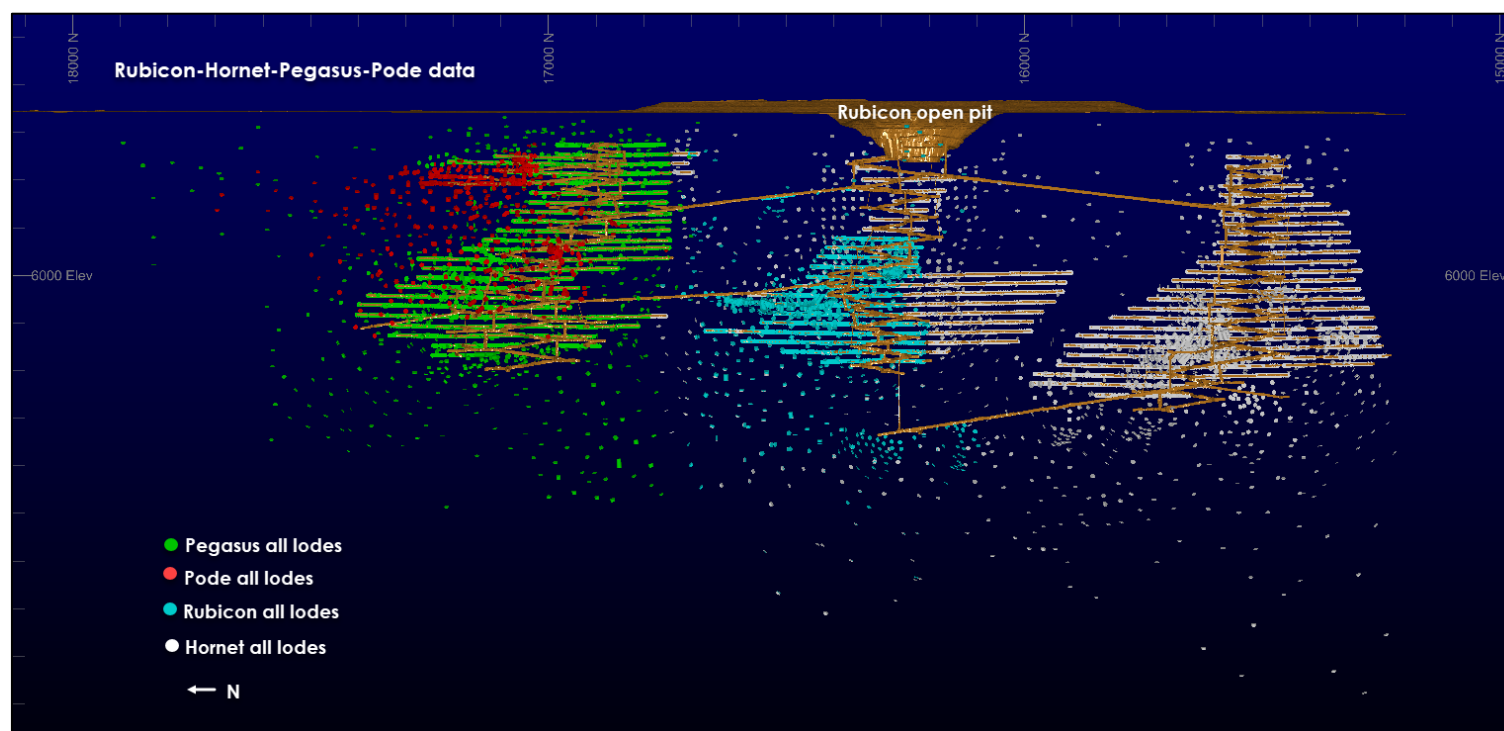 18000 N
17000 N
16000 N
15000 N
Rubicon-Hornet-Pegasus-Pode data
Rubicon open pit
6000 Elev
6000 Elev
Pegasus all lodes
Pode all lodes
Rubicon all lodes
Hornet all lodes
N